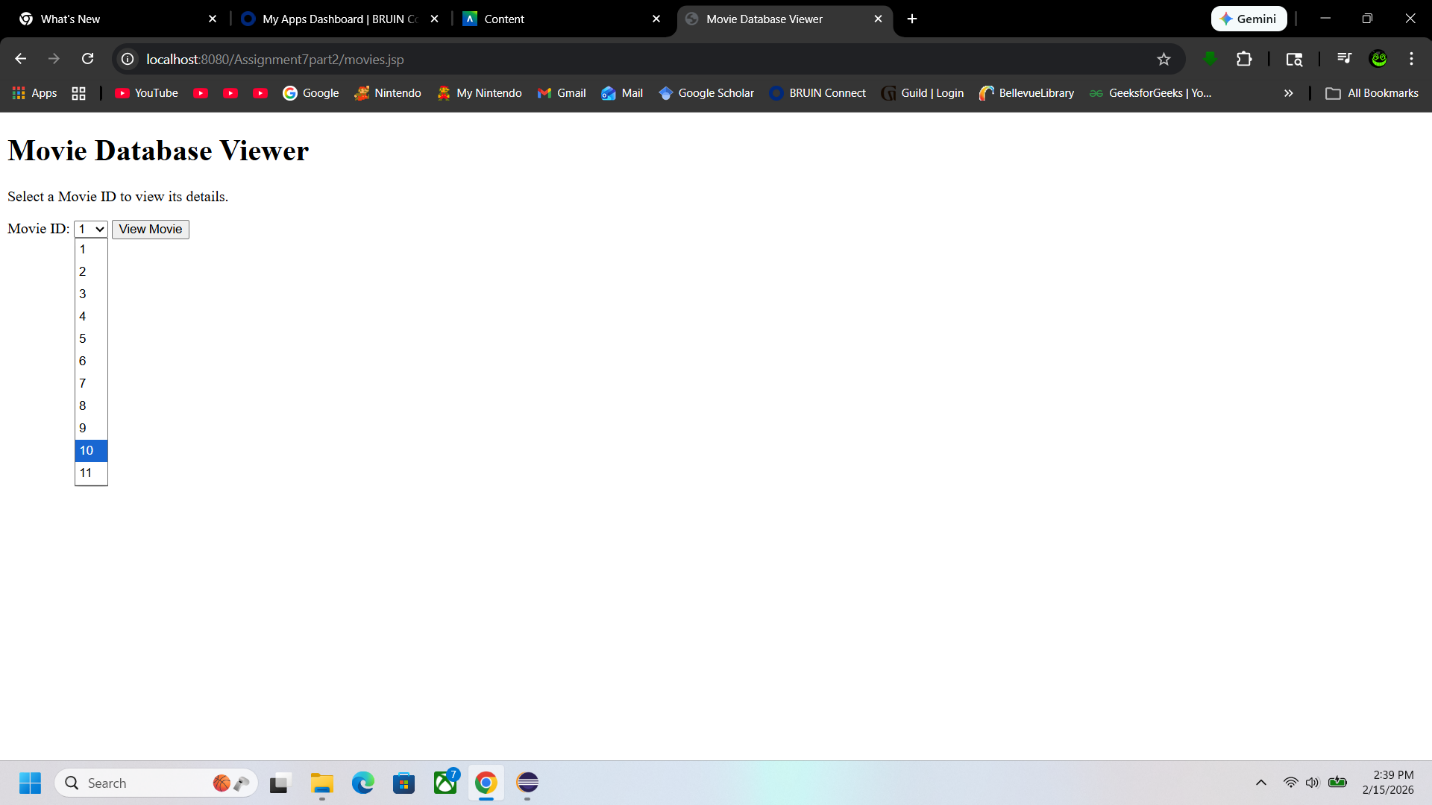 What's New
My Apps Dashboard | BRUIN Co
Content
Movie Database Viewer
Gemini
localhost:8080/Assignment7part2/movies.jsp
Apps
YouTube
Google
Nintendo
My Nintendo
Gmail
Mail
Google Scholar
BRUIN Connect
Guild | Login
BellevueLibrary
GeeksforGeeks | Yo...
»
All Bookmarks
Movie Database Viewer
Select a Movie ID to view its details.
Movie ID: 1 View Movie
1
2
3
4
5
6
7
8
9
10
11
Search
7
2:39 PM
2/15/2026